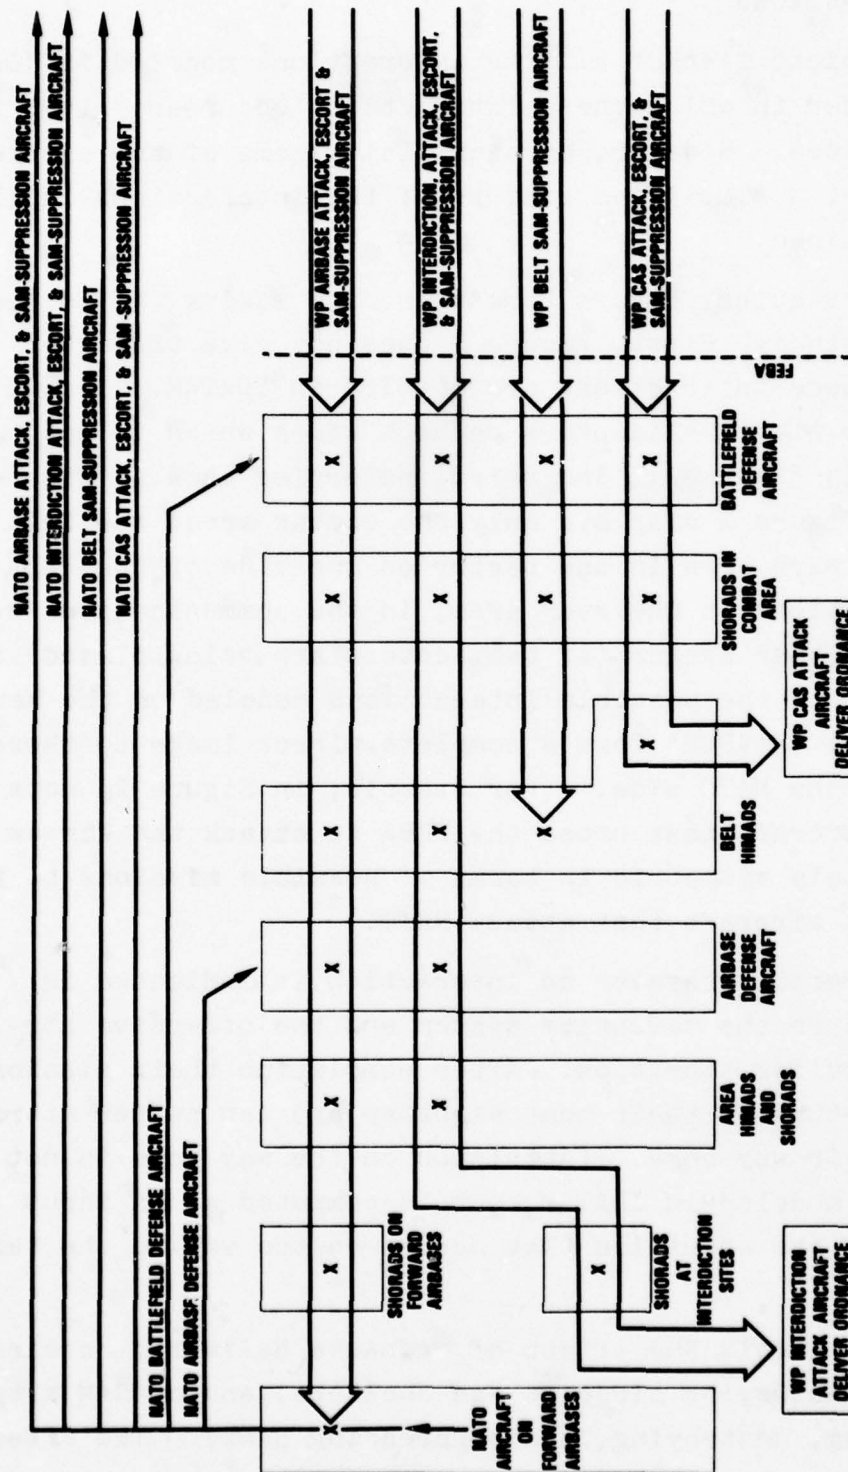 NATO AIRBASE ATTACK, ESCORT, & SAM-SUPPRESSION AIRCRAFT
NATO INTERDICTION ATTACK, ESCORT, & SAM-SUPPRESSION AIRCRAFT
NATO BELT SAM-SUPPRESSION AIRCRAFT
NATO CAS ATTACK, ESCORT, & SAM-SUPPRESSION AIRCRAFT
NATO BATTLEFIELD DEFENSE AIRCRAFT
NATO AIRBASE DEFENSE AIRCRAFT
WP AIRBASE ATTACK, ESCORT &
SAM-SUPPRESSION AIRCRAFT
WP INTERDICTION, ATTACK, ESCORT,
& SAM-SUPPRESSION AIRCRAFT
WP BELT SAM-SUPPRESSION AIRCRAFT
WP CAS ATTACK, ESCORT, &
SAM-SUPPRESSION AIRCRAFT
FEBA
X X X X X X X
X X X X X
X X X
X X X
X
NATO
AIRCRAFT
ON
FORWARD
AIRBASES
SHORADS ON
FORWARD
AIRBASES
SHORADS
AT
INTERDICTION
SITES
AREA
HIMADS
AND
SHORADS
AIRBASE
DEFENSE
AIRCRAFT
BELT
HIMADS
SHORADS IN
COMBAT
AREA
BATTLEFIELD
DEFENSE
AIRCRAFT
WP INTERDICTION
ATTACK AIRCRAFT
DELIVER ORDNANCE
WP CAS ATTACK
AIRCRAFT
DELIVER ORDNANCE